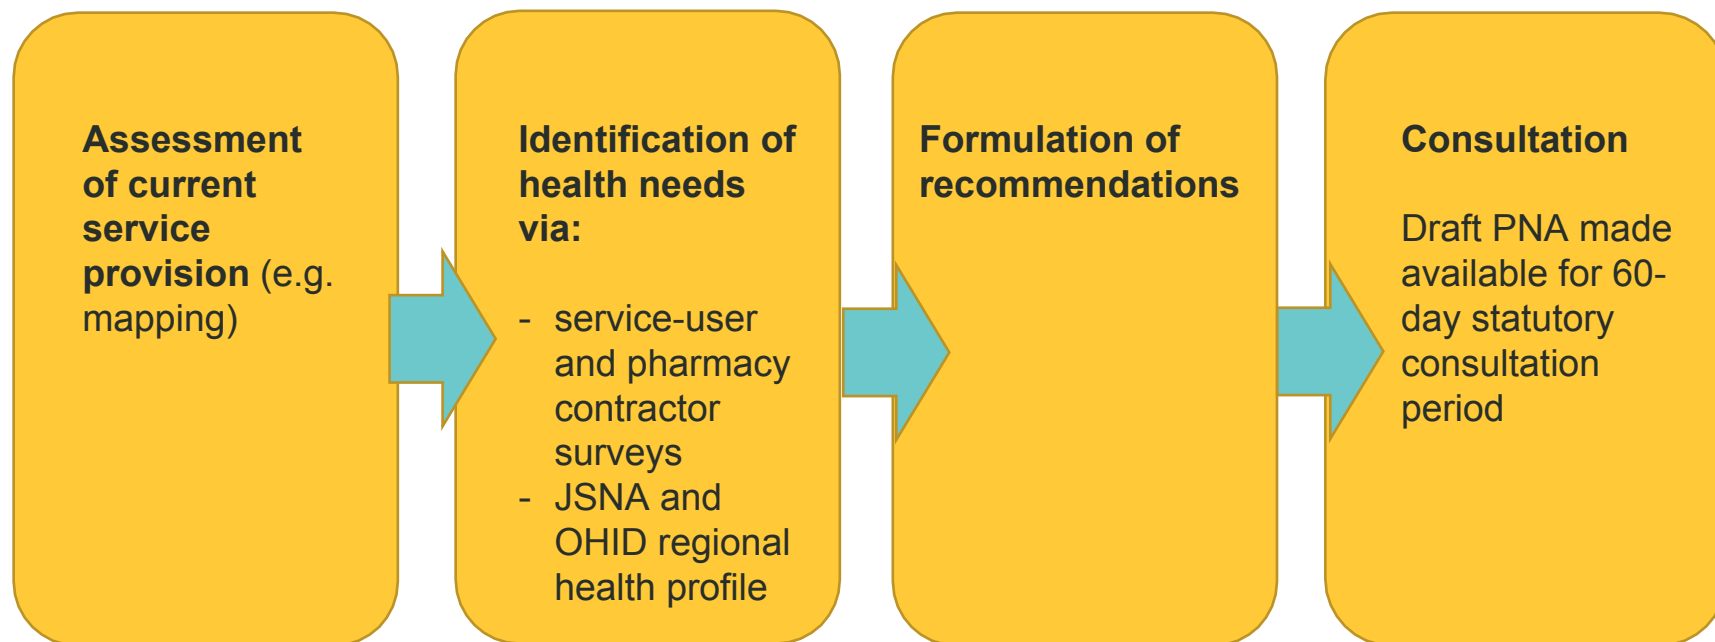 Assessment
of current
service
provision (e.g.
mapping)
Identification of
health needs
via:
- service-user
and pharmacy
contractor
surveys
- JSNA and
OHID regional
health profile
Formulation of
recommendations
Consultation
Draft PNA made
available for 60-
day statutory
consultation
period